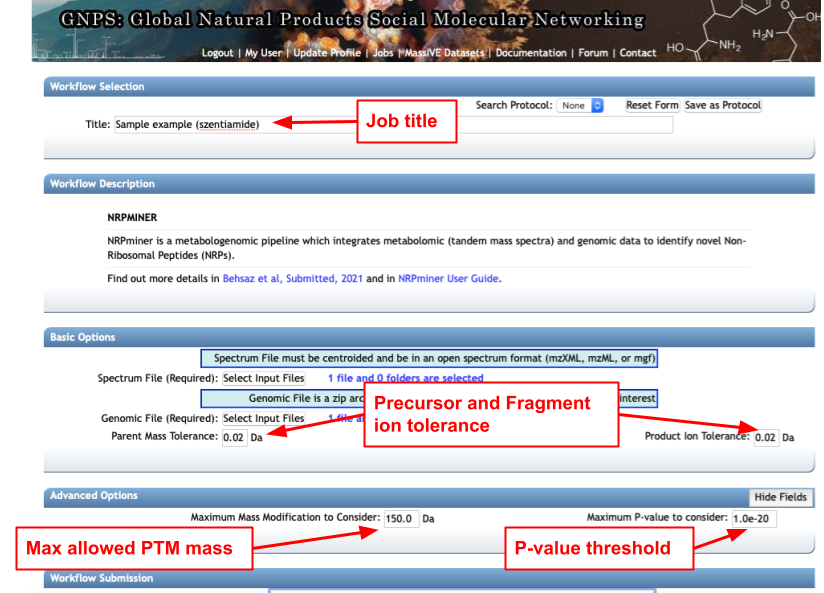 GNPS: Global Natural Products Social Molecular Networking
Logout | My User | Update Profile | Jobs | MassIVE Datasets | Documentation | Forum | Contact
HO
NH2
H2N
O
OH
Workflow Selection
Search Protocol: None Reset Form Save as Protocol
Title: Sample example (szentiamide)
Job title
Workflow Description
NRPMINER
NRPminer is a metabologenomic pipeline which integrates metabolomic (tandem mass spectra) and genomic data to identify novel Non-
Ribosomal Peptides (NRPs).
Find out more details in Behsaz et al, Submitted, 2021 and in NRPminer User Guide.
Basic Options
Spectrum File must be centroided and be in an open spectrum format (mzXML, mzML, or mgf)
Spectrum File (Required): Select Input Files 1 file and 0 folders are selected
Genomic File is a zip interest
Genomic File (Required): Select Input Files 1 file
Precursor and Fragment
ion tolerance
Parent Mass Tolerance: 0.02 Da Product Ion Tolerance: 0.02 Da
Advanced Options Hide Fields
Maximum Mass Modification to Consider: 150.0 Da Maximum P-value to consider: 1.0e-20
Max allowed PTM mass P-value threshold
Workflow Submission